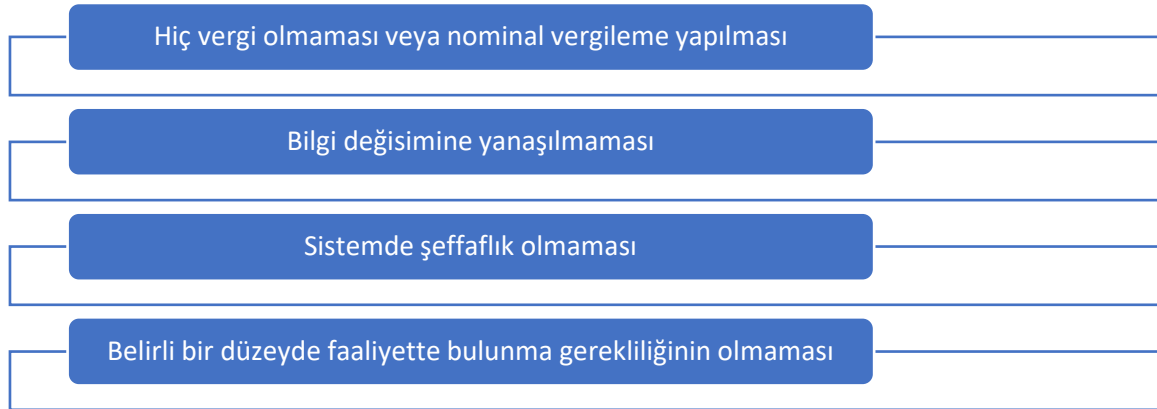 Hiç vergi olmaması veya nominal vergileme yapılması
Bilgi değisimine yanaşılmaması
Sistemde şeffaflık olmaması
Belirli bir düzeyde faaliyette bulunma gerekliliğinin olmaması